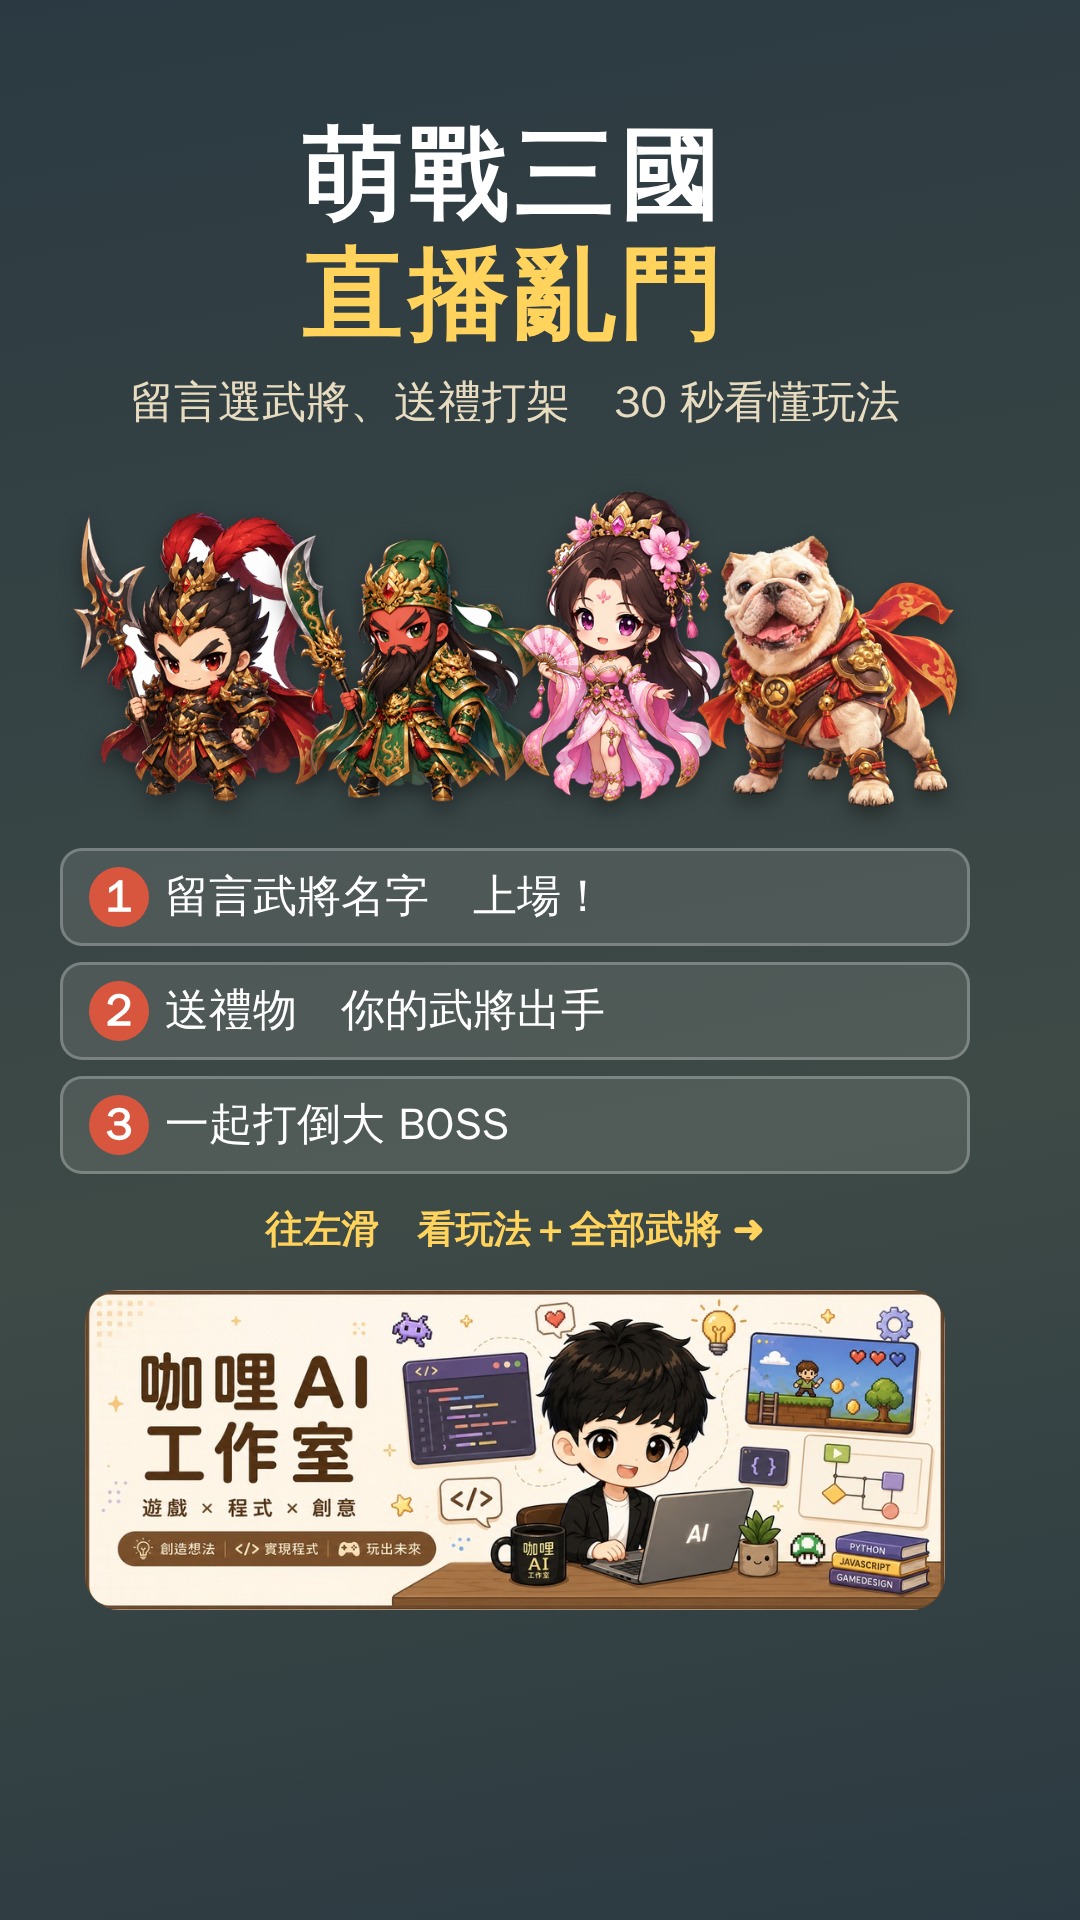 萌戰三國
直播亂鬥
留言選武將、送禮打架　30 秒看懂玩法
1 留言武將名字　上場！
2 送禮物　你的武將出手
3 一起打倒大 BOSS
往左滑　看玩法＋全部武將 ➜
咖哩 AI
工作室
遊戲 × 程式 × 創意
創造想法 | </> 實現程式 | 玩出未來
</>
</>
{ }
咖哩
AI
工作室
AI
PYTHON
JAVASCRIPT
GAMEDESIGN